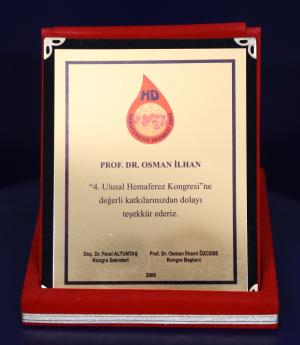 HD
PROF. DR. OSMAN İLHAN
“4. Ulusal Hemaferez Kongresi”ne
değerli katkılarınızdan dolayı
teşekkür ederiz.
Doç. Dr. Fevzi ALTUNTAŞ Prof. Dr. Osman İlhami ÖZCEBE
Kongre Sekreteri Kongre Başkanı
2009